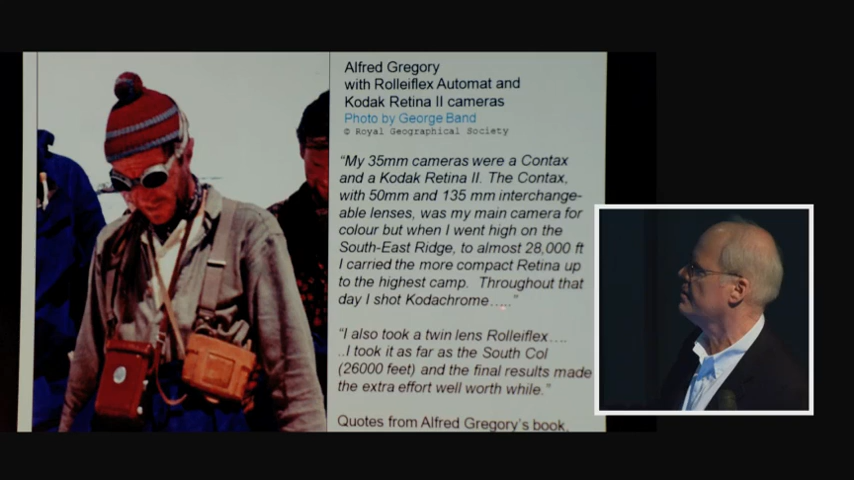 Alfred Gregory
with Rolleiflex Automat and
Kodak Retina II cameras
Photo by George Band
© Royal Geographical Society
“My 35mm cameras were a Contax
and a Kodak Retina II. The Contax,
with 50mm and 135 mm interchange-
able lenses, was my main camera for
colour but when I went high on the
South-East Ridge, to almost 28,000 ft
I carried the more compact Retina up
to the highest camp. Throughout that
day I shot Kodachrome…..”
“I also took a twin lens Rolleiflex….
..I took it as far as the South Col
(26000 feet) and the final results made
the extra effort well worth while.”
Quotes from Alfred Gregory's book.